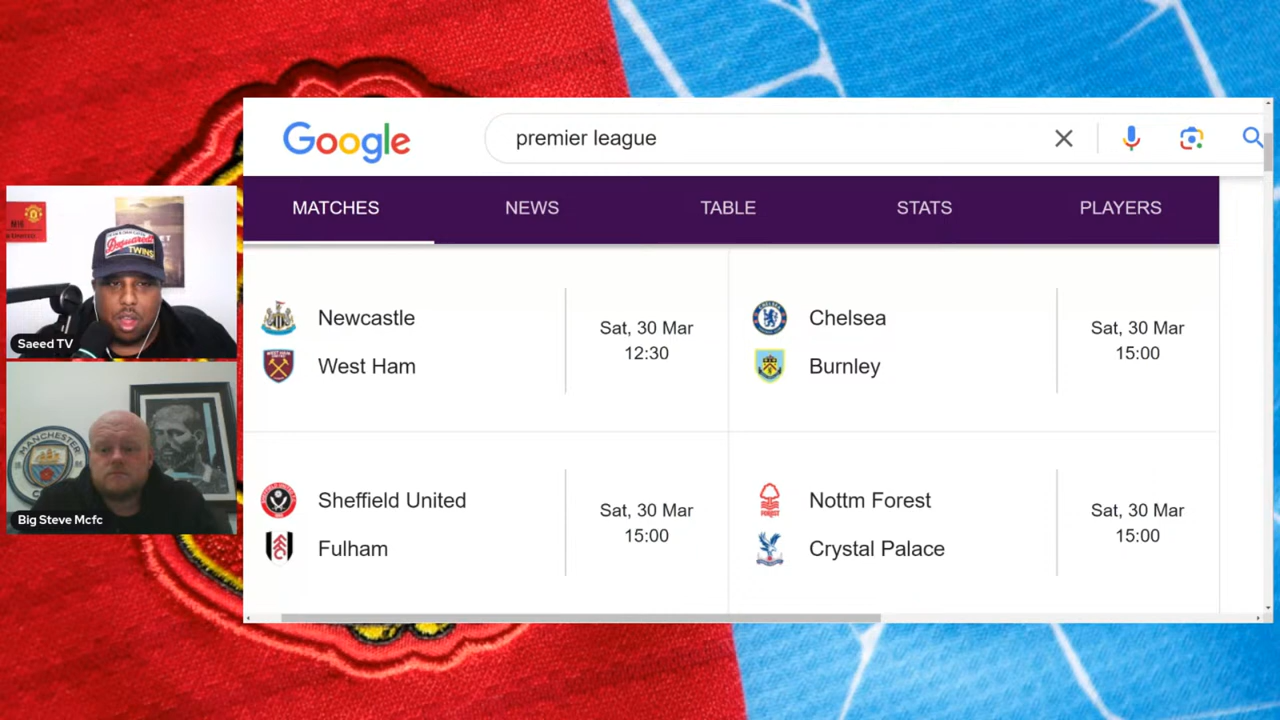 Google
premier league
MATCHES
NEWS
TABLE
STATS
PLAYERS
Newcastle
West Ham
Sat, 30 Mar
12:30
Chelsea
Burnley
Sat, 30 Mar
15:00
Sheffield United
Fulham
Sat, 30 Mar
15:00
Nottm Forest
Crystal Palace
Sat, 30 Mar
15:00
TWINS
Saeed TV
MANCHESTER
Big Steve Mcfc